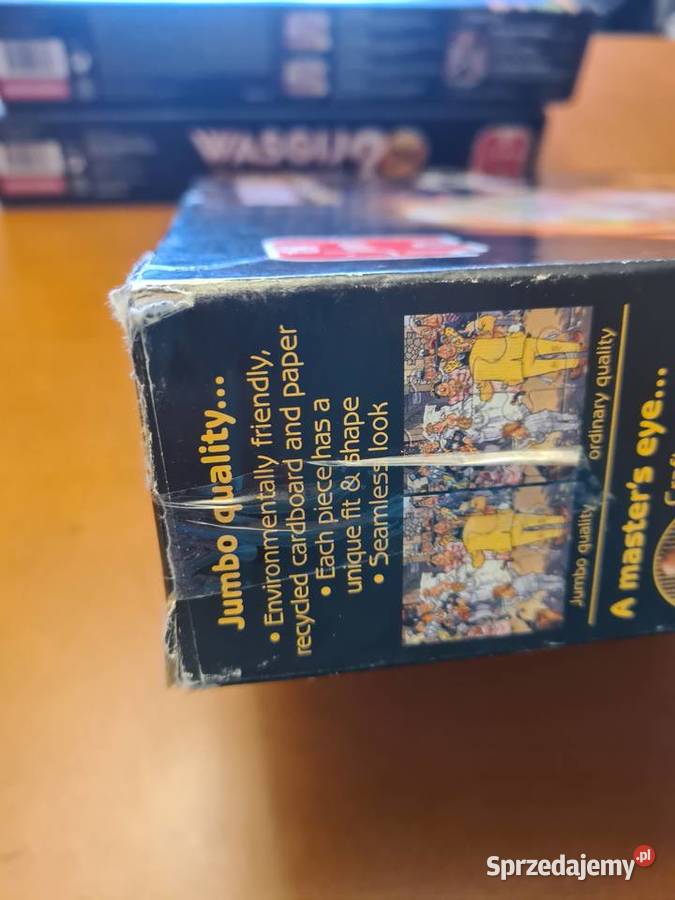 WASGIJ?
Jumbo quality...
• Environmentally friendly,
recycled cardboard and paper
• Each piece has a
unique fit & shape
• Seamless look
Jumbo quality
ordinary quality
A master's eye...
Sprzedajemy.pl